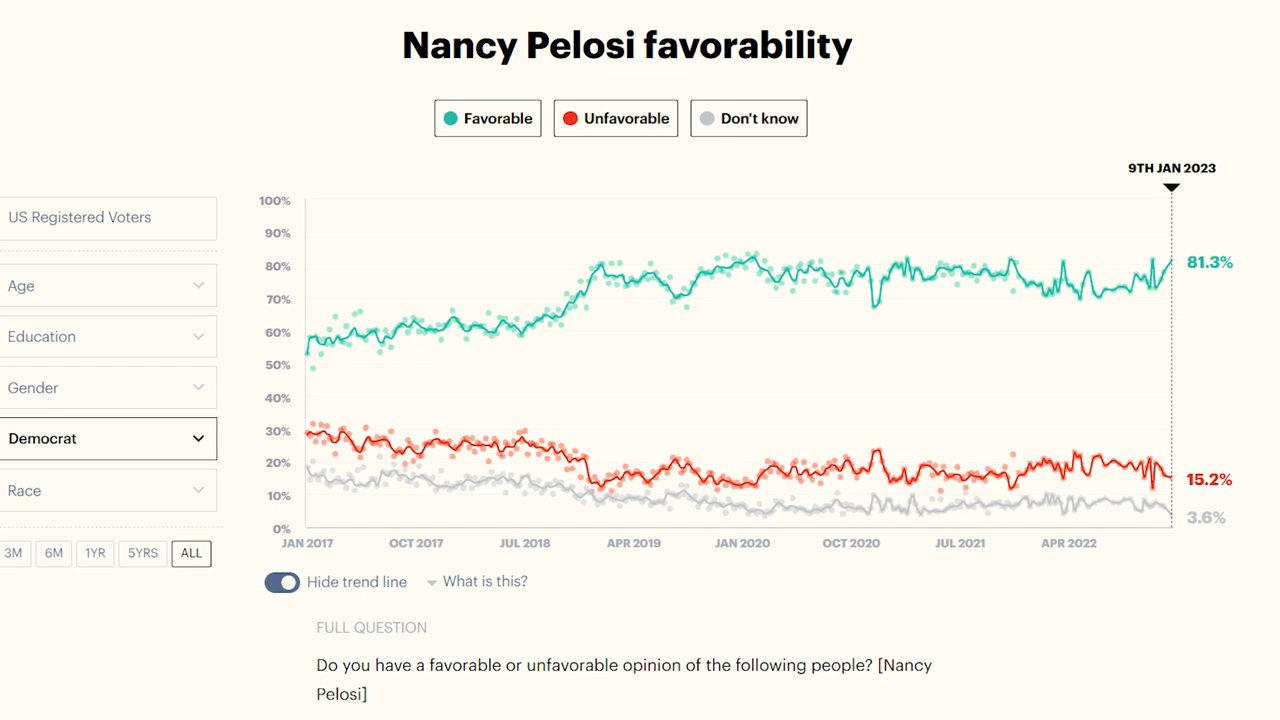 Nancy Pelosi favorability
Favorable
Unfavorable
Don't know
9TH JAN 2023
US Registered Voters
Age
Education
Gender
Democrat
Race
3M
6M
1YR
5YRS
ALL
100%
90%
80%
70%
60%
50%
40%
30%
20%
10%
0%
81.3%
15.2%
3.6%
JAN 2017
OCT 2017
JUL 2018
APR 2019
JAN 2020
OCT 2020
JUL 2021
APR 2022
Hide trend line
What is this?
FULL QUESTION
Do you have a favorable or unfavorable opinion of the following people? [Nancy
Pelosi]